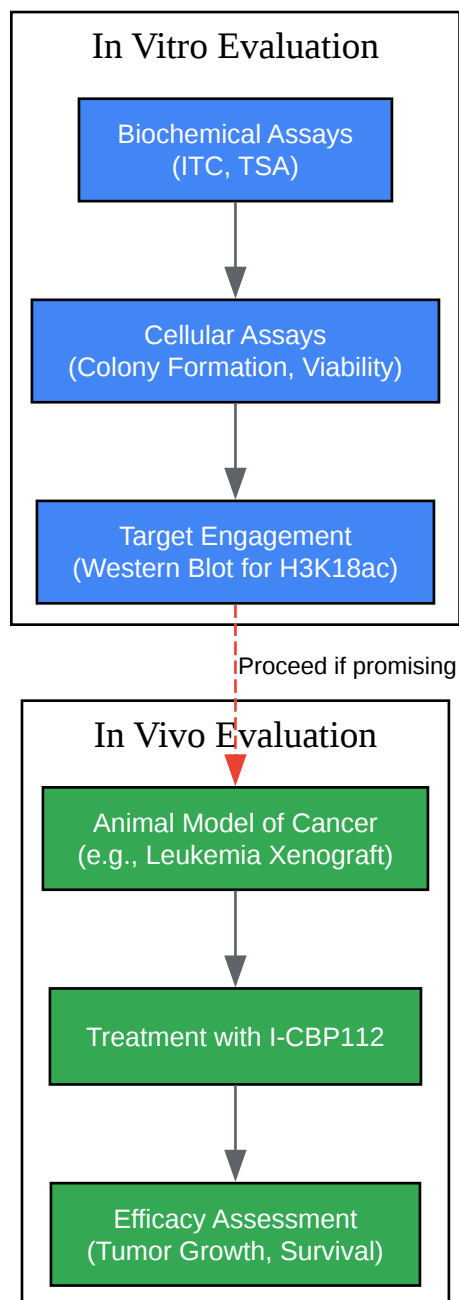 In Vitro Evaluation
Biochemical Assays
(ITC, TSA)
Cellular Assays
(Colony Formation, Viability)
Target Engagement
(Western Blot for H3K18ac)
Proceed if promising
In Vivo Evaluation
Animal Model of Cancer
(e.g., Leukemia Xenograft)
Treatment with I-CBP112
Efficacy Assessment
(Tumor Growth, Survival)